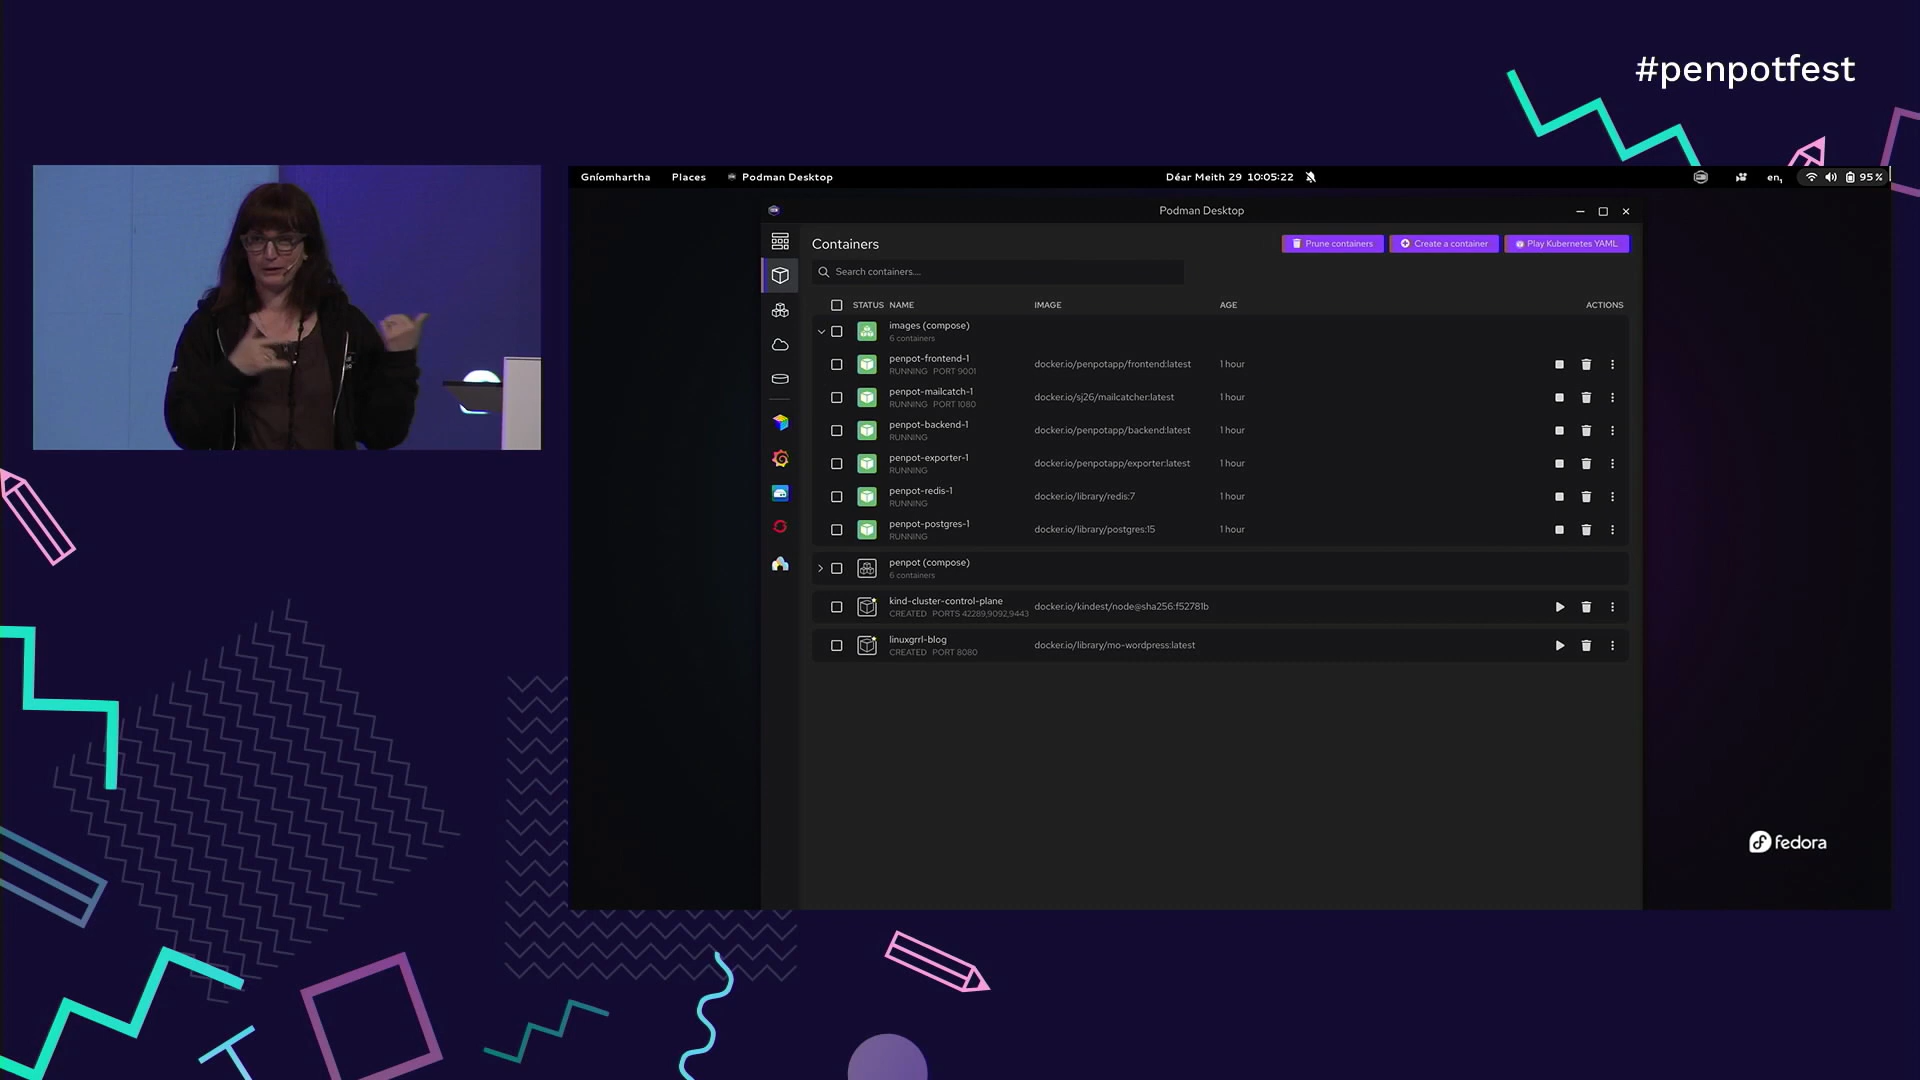 #penpotfest
Gníomhartha Places Podman Desktop Déar Meith 29 10:05:22 en₁ 95 %
Podman Desktop
Containers Prune containers Create a container Play Kubernetes YAML
Search containers....
STATUS NAME IMAGE AGE ACTIONS
images (compose)
6 containers
penpot-frontend-1 docker.io/penpotapp/frontend:latest 1 hour
RUNNING PORT 9001
penpot-mailcatch-1 docker.io/sj26/mailcatcher:latest 1 hour
RUNNING PORT 1080
penpot-backend-1 docker.io/penpotapp/backend:latest 1 hour
RUNNING
penpot-exporter-1 docker.io/penpotapp/exporter:latest 1 hour
RUNNING
penpot-redis-1 docker.io/library/redis:7 1 hour
RUNNING
penpot-postgres-1 docker.io/library/postgres:15 1 hour
RUNNING
penpot (compose)
6 containers
kind-cluster-control-plane docker.io/kindest/node@sha256:f52781b
CREATED PORTS 42289,9092,9443
linuxgrrl-blog docker.io/library/mo-wordpress:latest
CREATED PORT 8080
fedora